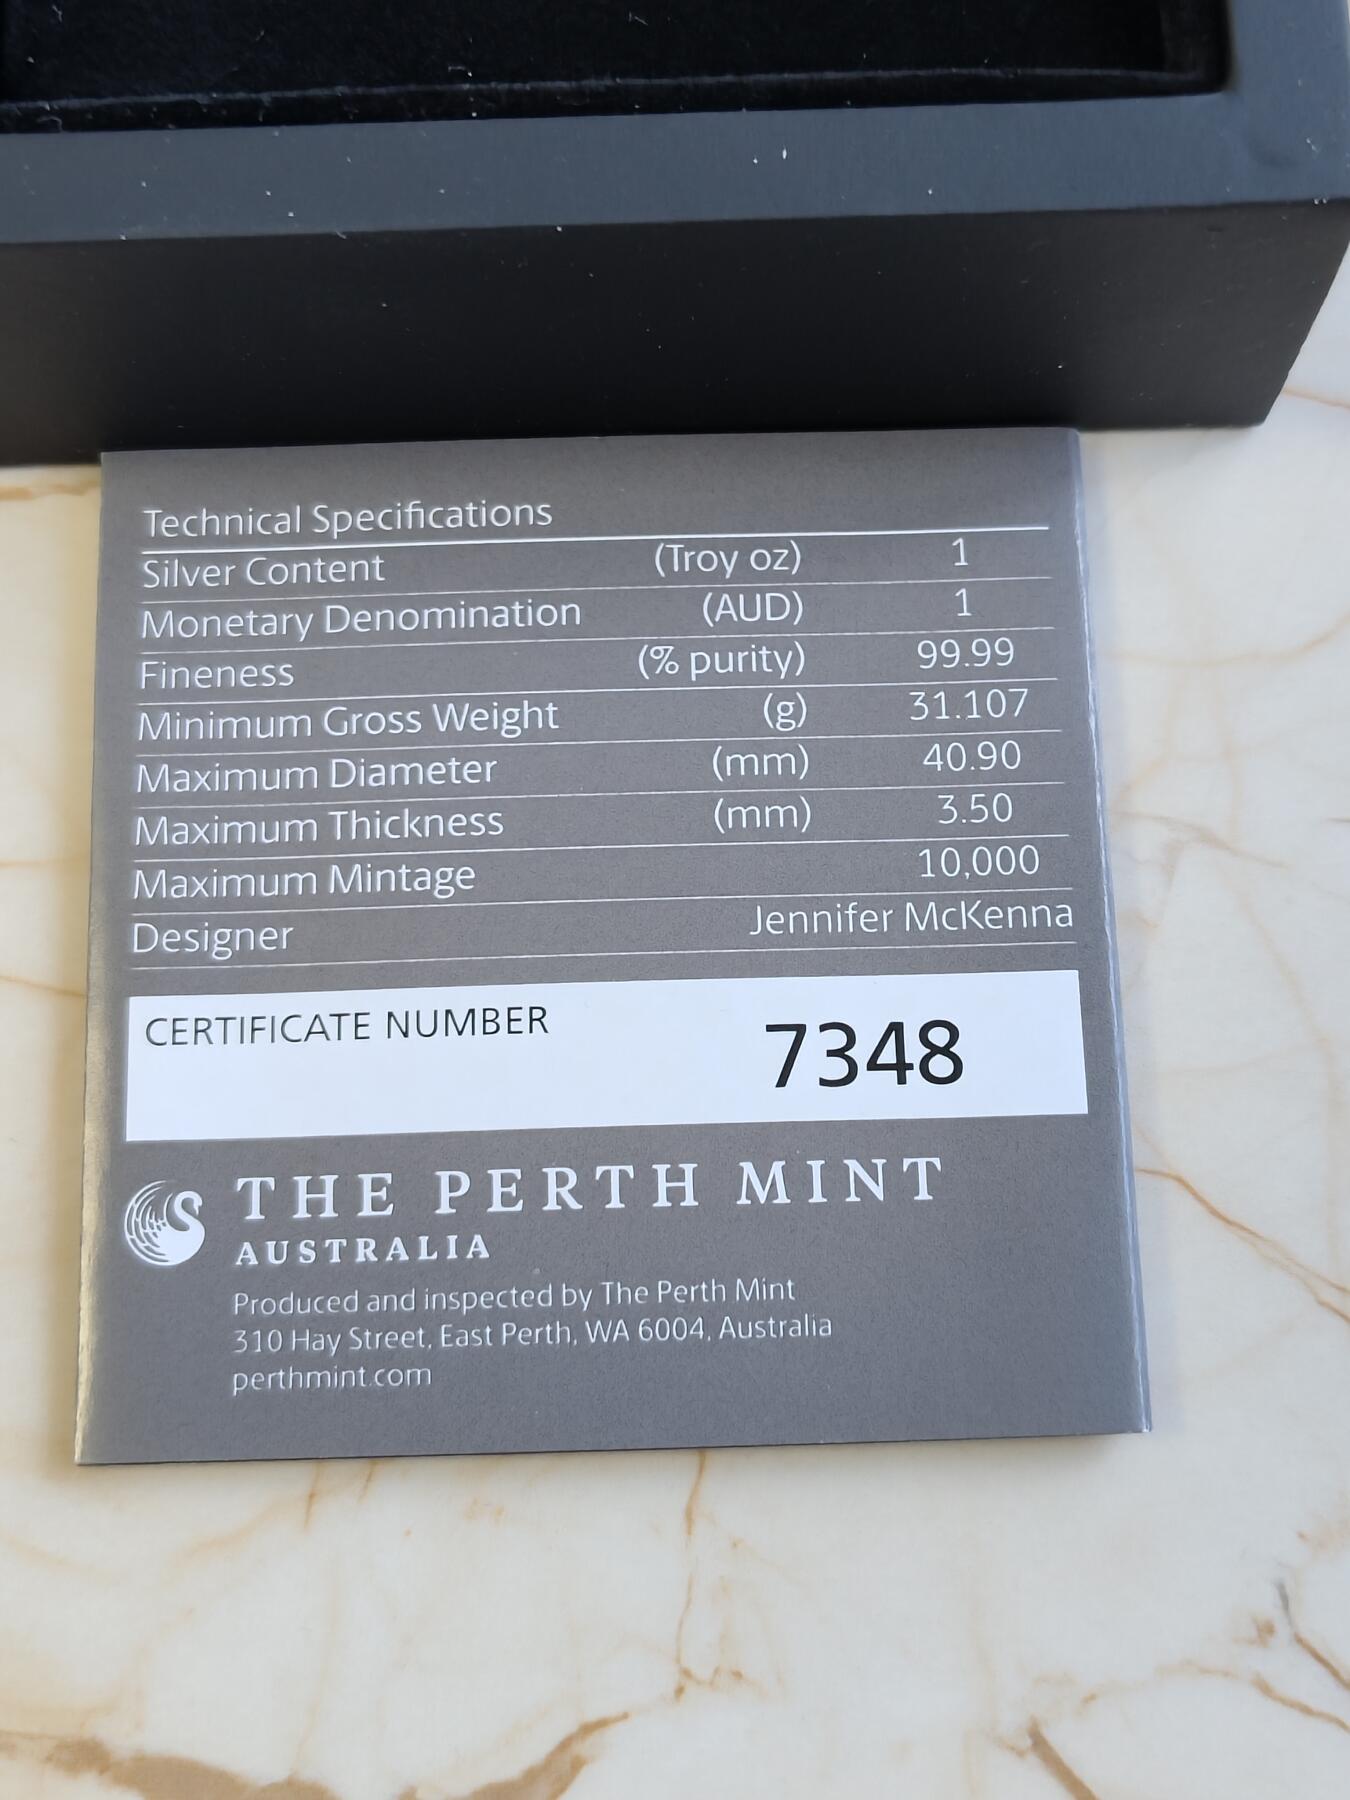 Technical Specifications
Silver Content (Troy oz) 1
Monetary Denomination (AUD) 1
Fineness (% purity) 99.99
Minimum Gross Weight (g) 31.107
Maximum Diameter (mm) 40.90
Maximum Thickness (mm) 3.50
Maximum Mintage 10,000
Designer Jennifer McKenna
CERTIFICATE NUMBER 7348
THE PERTH MINT
AUSTRALIA
Produced and inspected by The Perth Mint
310 Hay Street, East Perth, WA 6004, Australia
perthmint.com